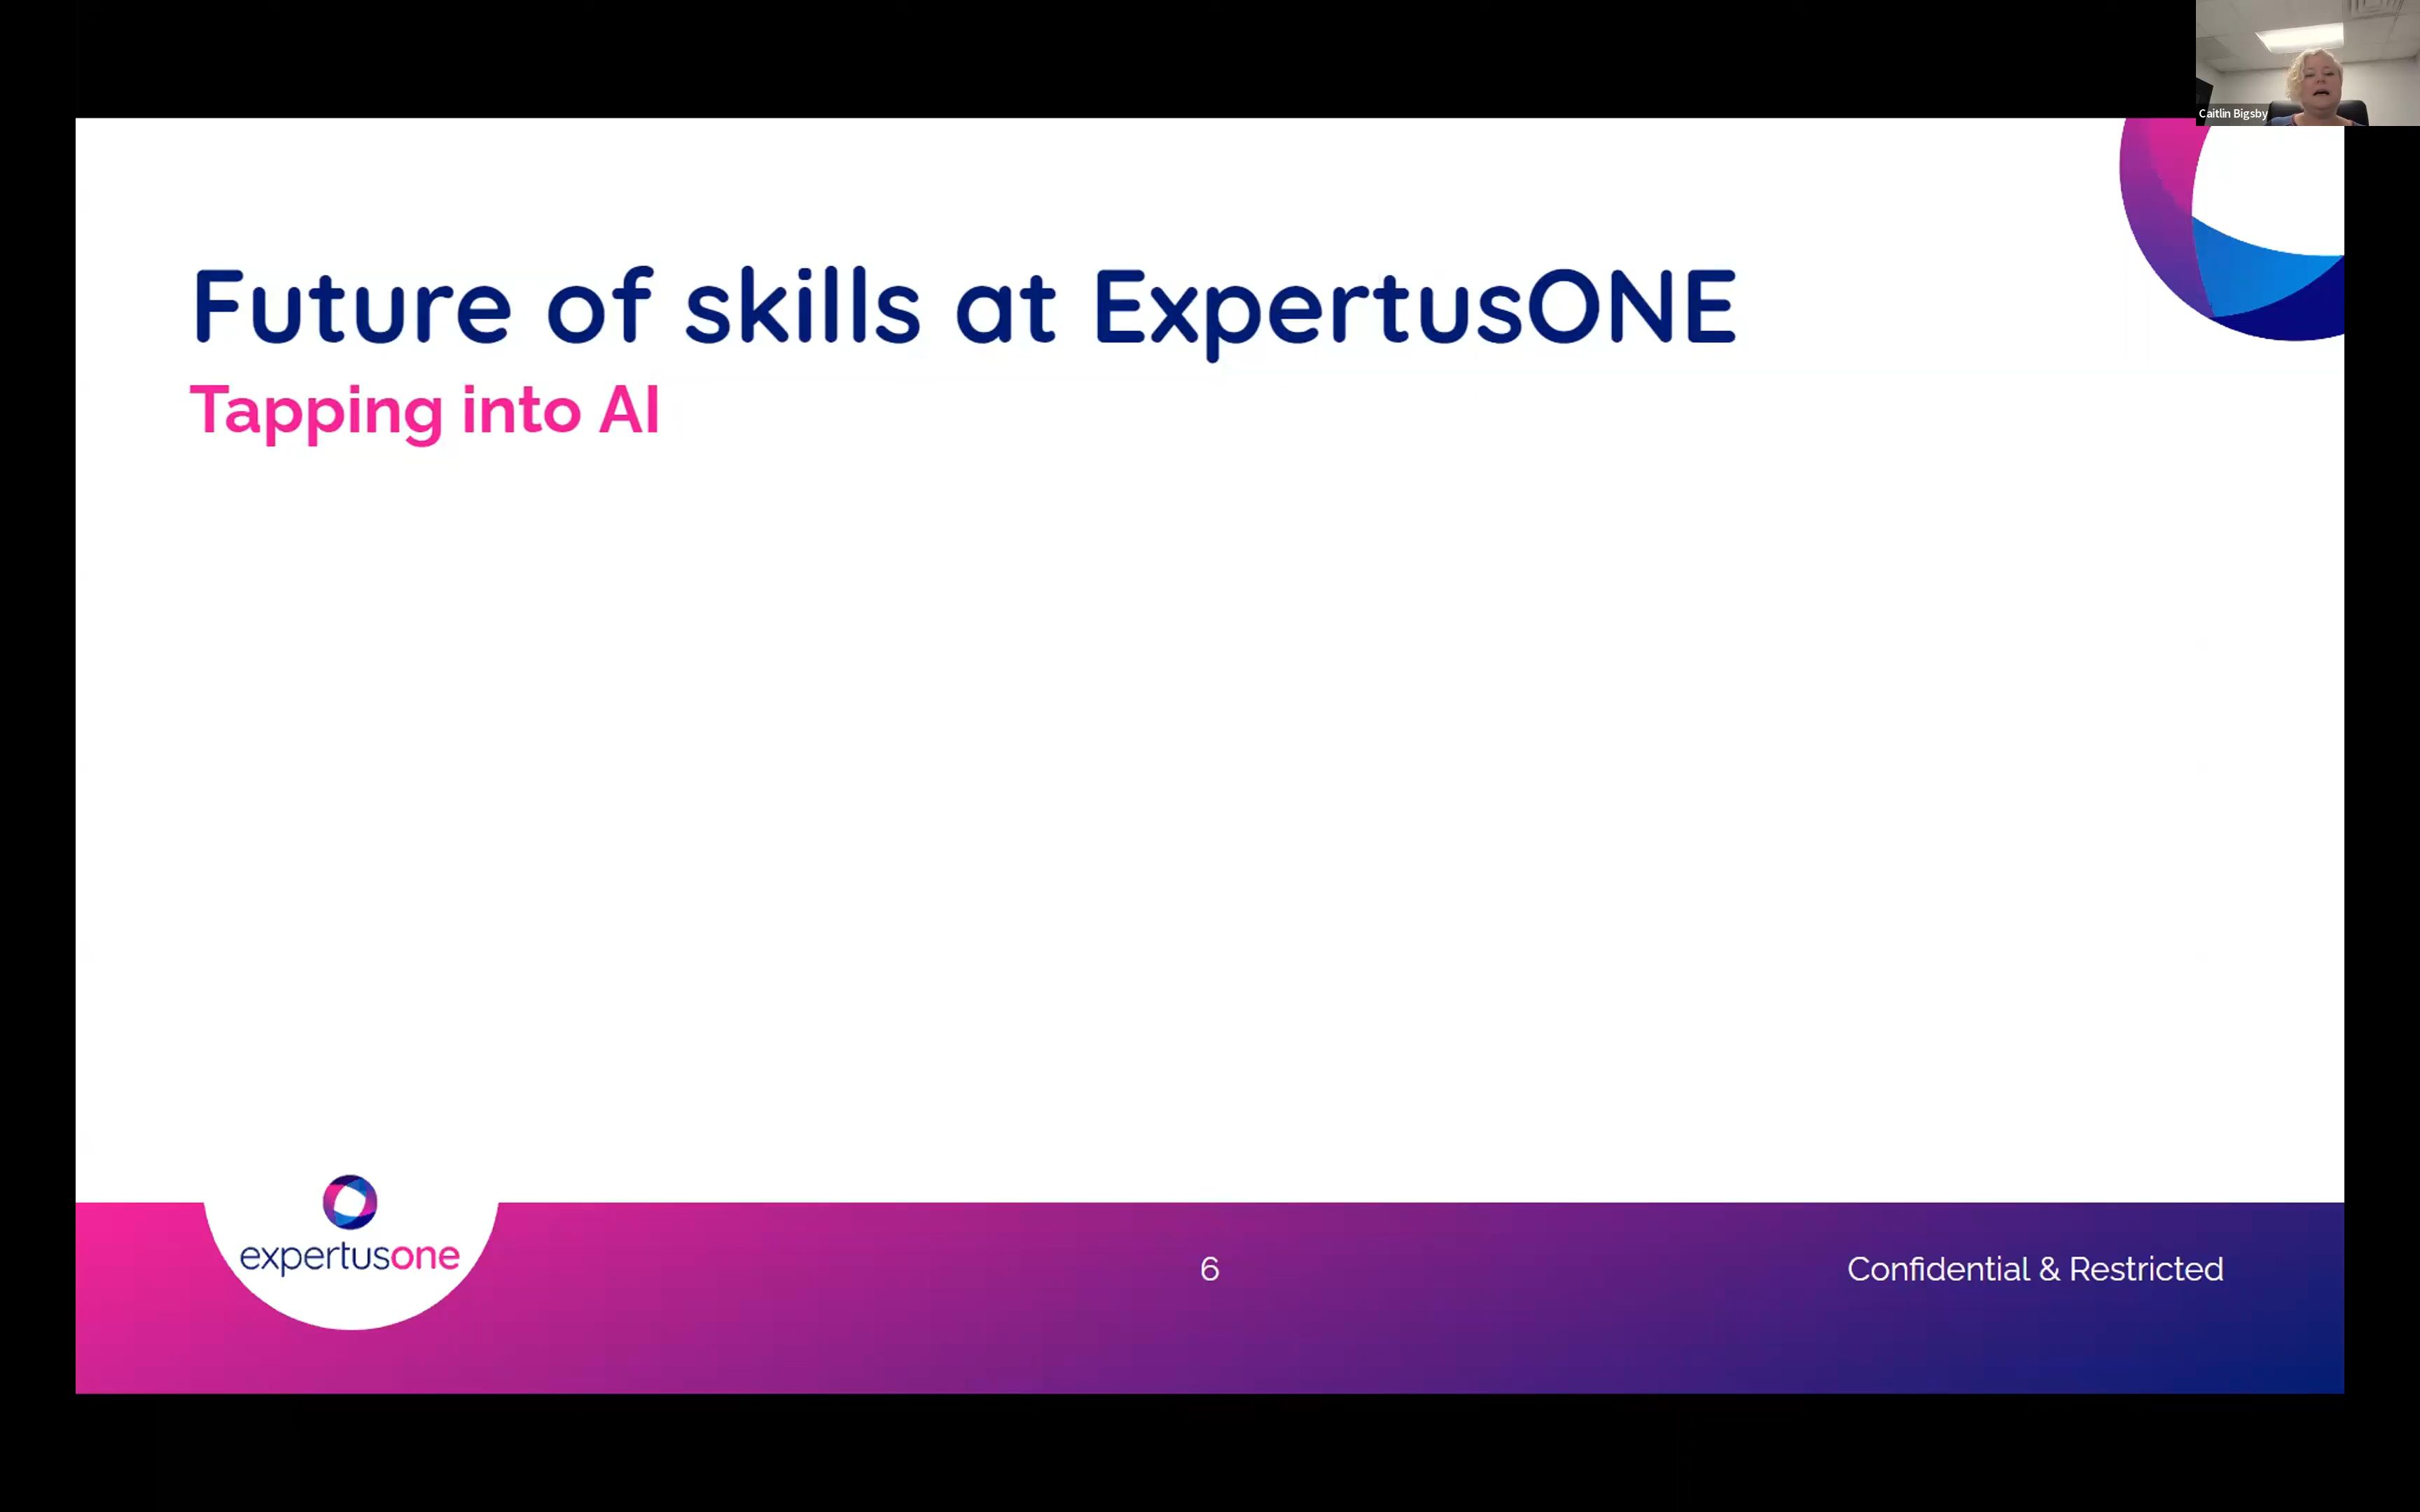 Caitlin Bigsby
Future of skills at ExpertusONE
Tapping into AI
expertusone
6
Confidential & Restricted